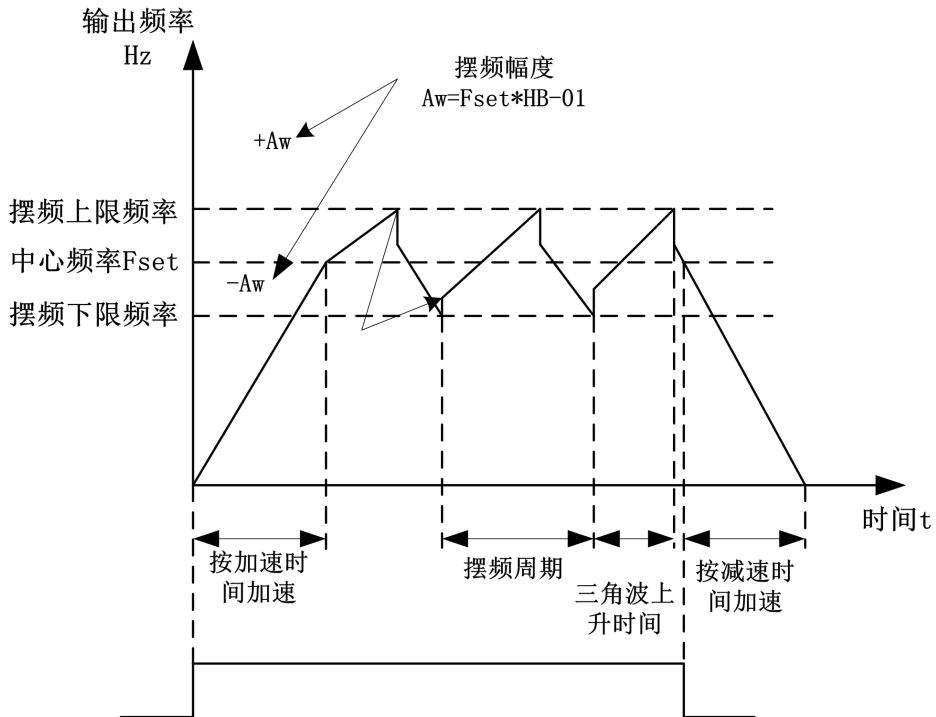 输出频率
Hz
摆频幅度
Aw=Fset*HB-01
+Aw
摆频上限频率
中心频率Fset
-Aw
摆频下限频率
时间t
按加速时
间加速
摆频周期
三角波上
升时间
按减速时
间加速